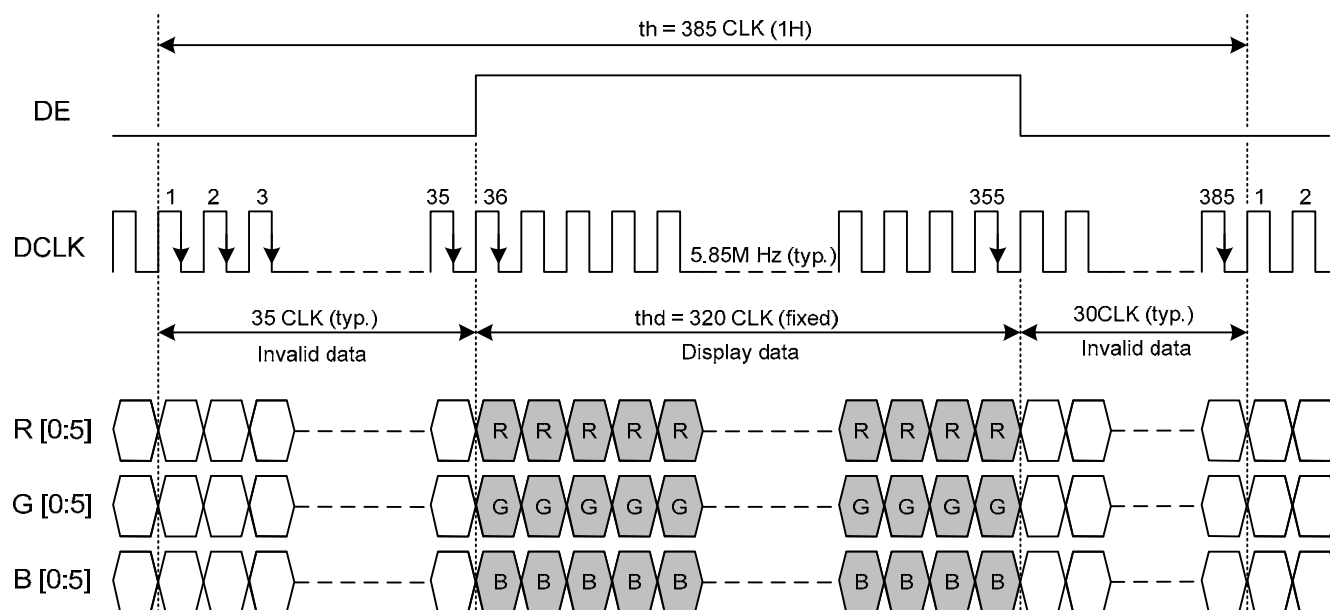 th = 385 CLK (1H)
DE
1 2 3 35 36 355 385 1 2
DCLK
5.85M Hz (typ.)
35 CLK (typ.) thd = 320 CLK (fixed) 30CLK (typ.)
Invalid data Display data Invalid data
R [0:5] R R R R R R R R R
G [0:5] G G G G G G G G G
B [0:5] B B B B B B B B B